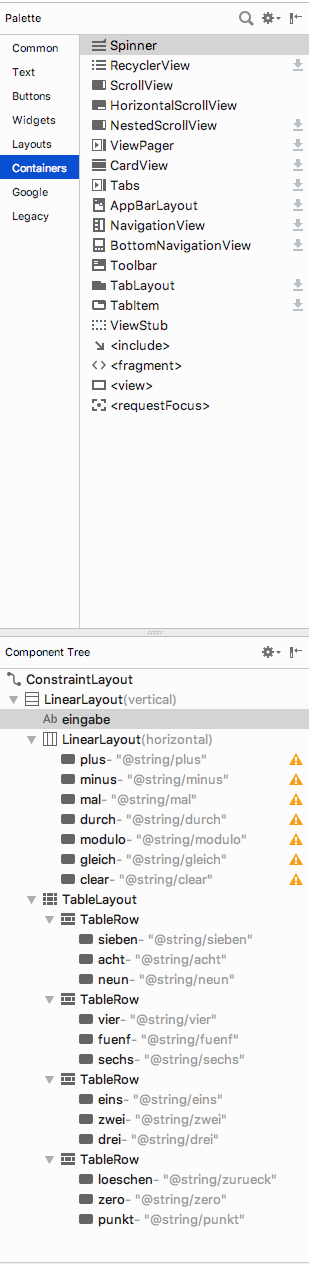 Palette
Common
Text
Buttons
Widgets
Layouts
Containers
Google
Legacy
Spinner
RecyclerView
ScrollView
HorizontalScrollView
NestedScrollView
ViewPager
CardView
Tabs
AppBarLayout
NavigationView
BottomNavigationView
Toolbar
TabLayout
TabItem
ViewStub
<include>
<fragment>
<view>
<requestFocus>
Component Tree
ConstraintLayout
LinearLayout(vertical)
Ab eingabe
LinearLayout(horizontal)
plus- "@string/plus"
minus- "@string/minus"
mal- "@string/mal"
durch- "@string/durch"
modulo- "@string/modulo"
gleich- "@string/gleich"
clear- "@string/clear"
TableLayout
TableRow
sieben- "@string/sieben"
acht- "@string/acht"
neun- "@string/neun"
TableRow
vier- "@string/vier"
fuenf- "@string/fuenf"
sechs- "@string/sechs"
TableRow
eins- "@string/eins"
zwei- "@string/zwei"
drei- "@string/drei"
TableRow
loeschen- "@string/zurueck"
zero- "@string/zero"
punkt- "@string/punkt"